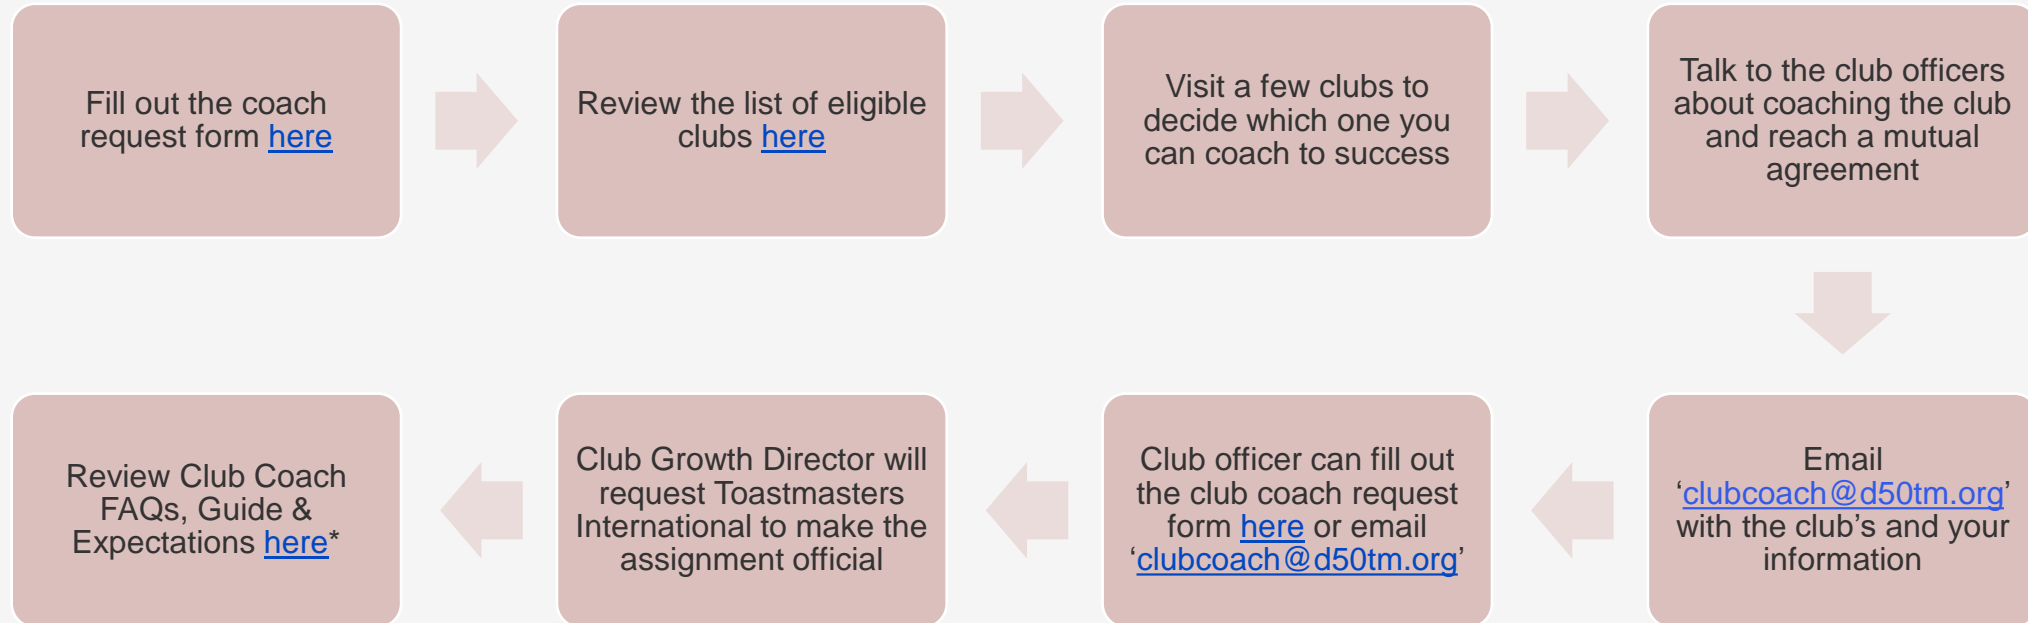 Fill out the coach
request form here
Review the list of eligible
clubs here
Visit a few clubs to
decide which one you
can coach to success
Talk to the club officers
about coaching the club
and reach a mutual
agreement
Email
‘clubcoach@d50tm.org’
with the club’s and your
information
Club officer can fill out
the club coach request
form here or email
‘clubcoach@d50tm.org’
Club Growth Director will
request Toastmasters
International to make the
assignment official
Review Club Coach
FAQs, Guide &
Expectations here*